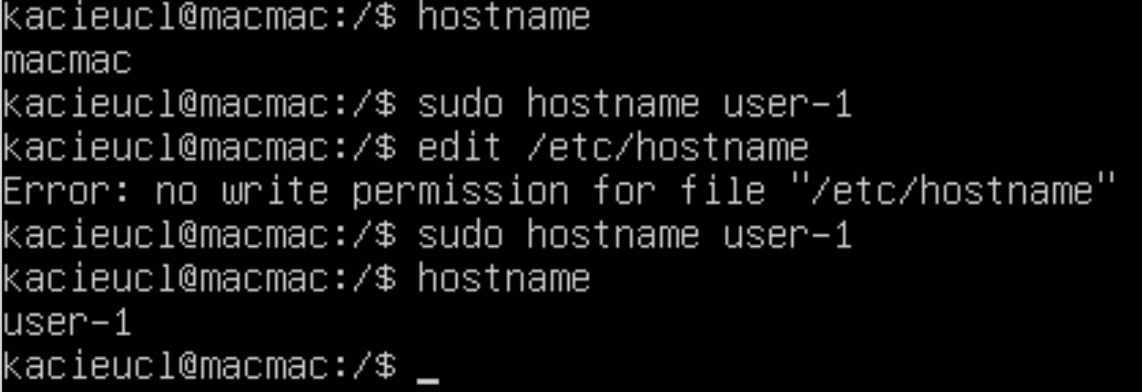 kacieucl@macmac:/$ hostname
macmac
kacieucl@macmac:/$ sudo hostname user-1
kacieucl@macmac:/$ edit /etc/hostname
Error: no write permission for file "/etc/hostname"
kacieucl@macmac:/$ sudo hostname user-1
kacieucl@macmac:/$ hostname
user-1
kacieucl@macmac:/$ _